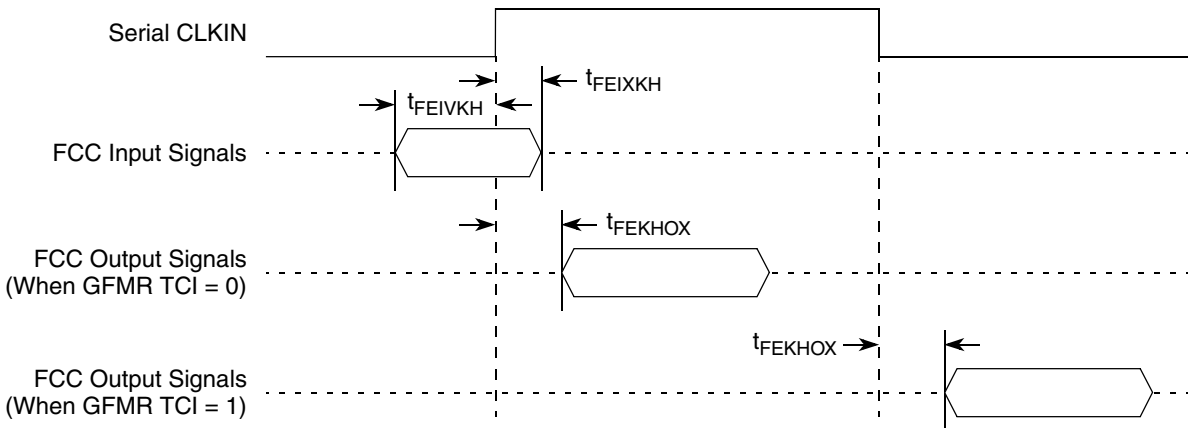 Serial CLKIN
tFEIXKH
tFEIVKH
FCC Input Signals
tFEKHOX
FCC Output Signals
(When GFMR TCI = 0)
tFEKHOX
FCC Output Signals
(When GFMR TCI = 1)